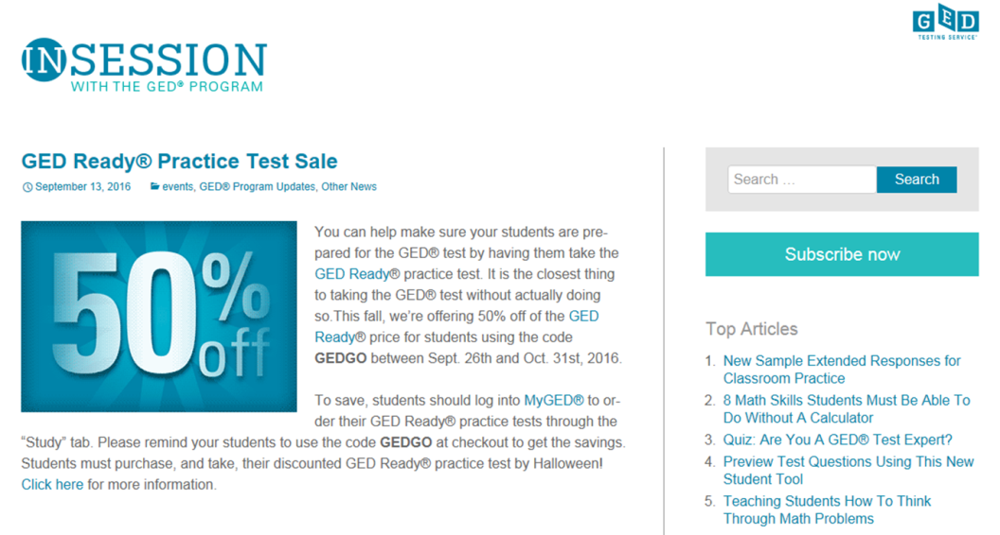 GED
TESTING SERVICE®
INSESSION
WITH THE GED® PROGRAM
GED Ready® Practice Test Sale
September 13, 2016 events, GED® Program Updates, Other News
50% off
You can help make sure your students are pre-
pared for the GED® test by having them take the
GED Ready® practice test. It is the closest thing
to taking the GED® test without actually doing
so.This fall, we’re offering 50% off of the GED
Ready® price for students using the code
GEDGO between Sept. 26th and Oct. 31st, 2016.
To save, students should log into MyGED® to or-
der their GED Ready® practice tests through the
“Study” tab. Please remind your students to use the code GEDGO at checkout to get the savings.
Students must purchase, and take, their discounted GED Ready® practice test by Halloween!
Click here for more information.
Search ...
Search
Subscribe now
Top Articles
1. New Sample Extended Responses for
Classroom Practice
2. 8 Math Skills Students Must Be Able To
Do Without A Calculator
3. Quiz: Are You A GED® Test Expert?
4. Preview Test Questions Using This New
Student Tool
5. Teaching Students How To Think
Through Math Problems